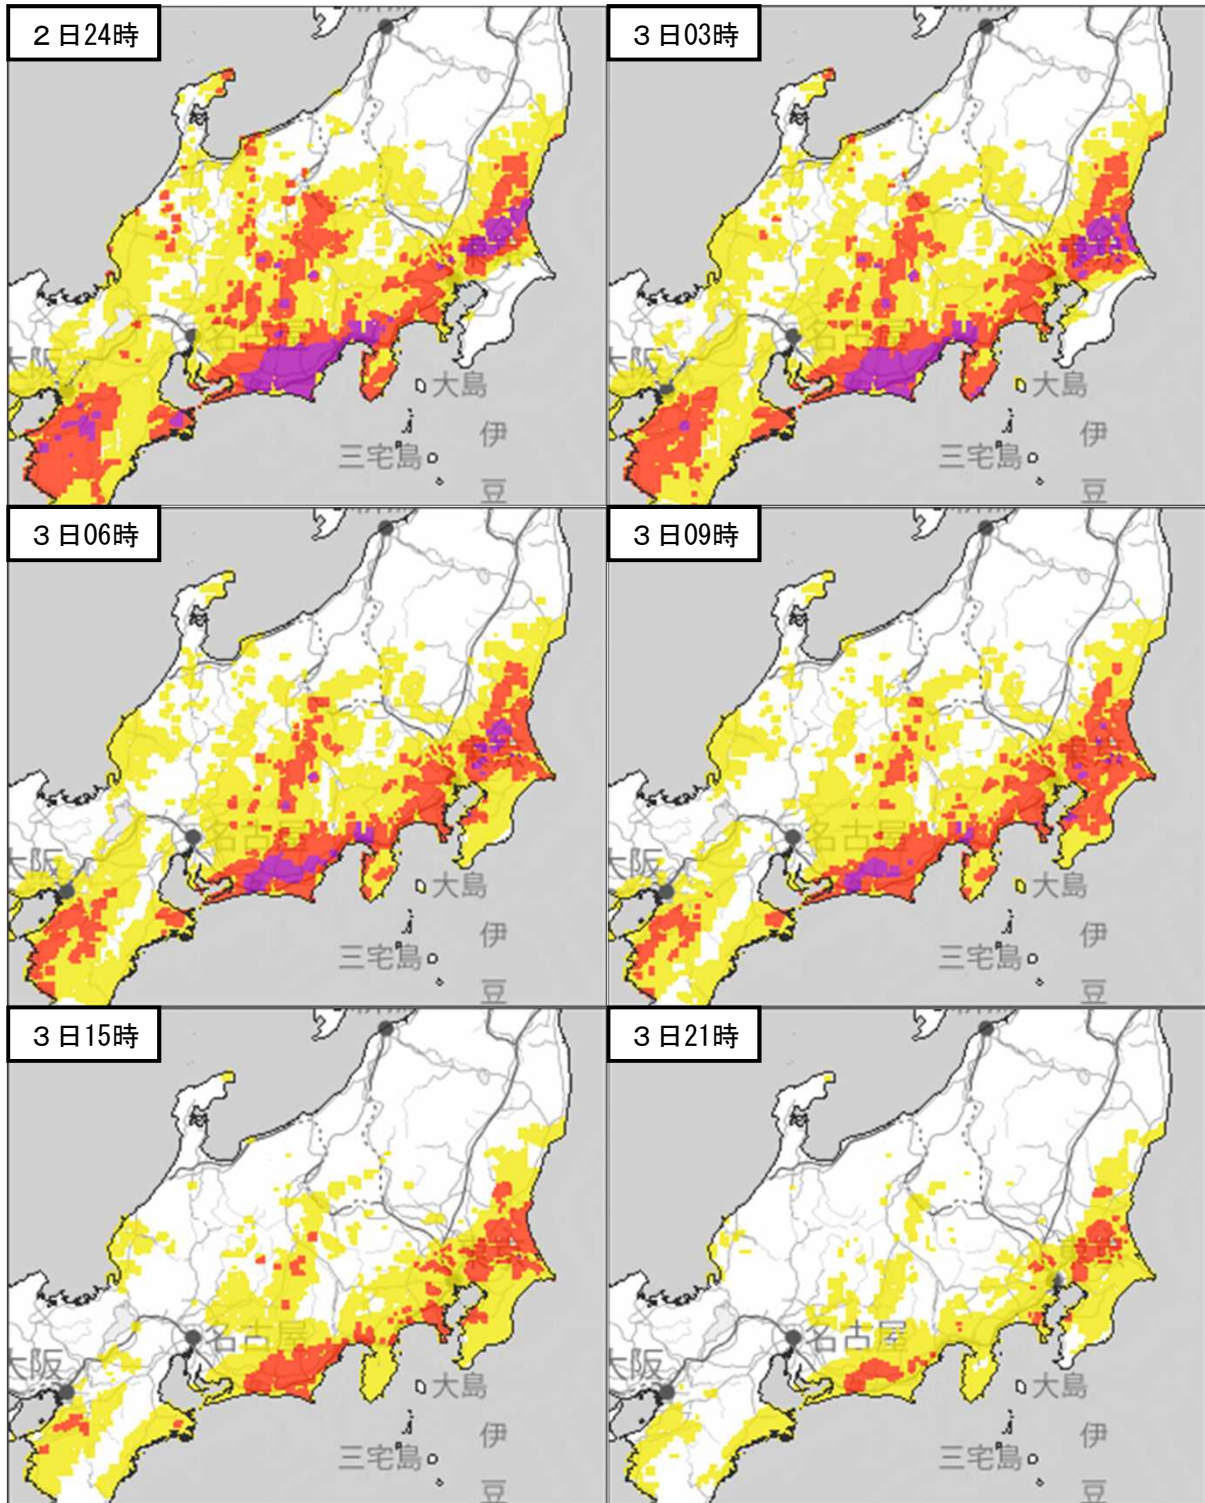 ２日24時
３日03時
名古屋
大阪
大島
伊
三宅島
豆
名古屋
大阪
大島
伊
三宅島
豆
３日06時
３日09時
名古屋
大阪
大島
伊
三宅島
豆
名古屋
大阪
大島
伊
三宅島
豆
３日15時
３日21時
名古屋
大阪
大島
伊
三宅島
豆
名古屋
大阪
大島
伊
三宅島
豆